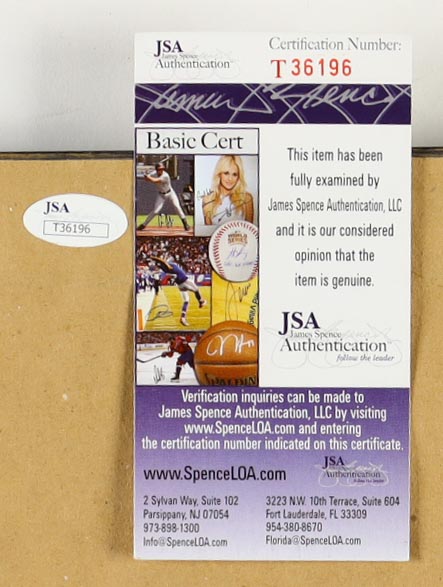 JSA
James Spence
Authentication
Certification Number:
T36196
James Spence
Basic Cert
This item has been
fully examined by
James Spence Authentication, LLC
and it is our considered
opinion that the
item is genuine.
JSA
T36196
JSA
James Spence
Authentication
follow the leader
SPALDING
Verification inquiries can be made to
James Spence Authentication, LLC by visiting
www.SpenceLOA.com and entering
the certification number indicated on this certificate.
www.SpenceLOA.com
JSA
Authentication
2 Sylvan Way, Suite 102
Parsippany, NJ 07054
973-898-1300
Info@SpenceLOA.com
3223 N.W. 10th Terrace, Suite 604
Fort Lauderdale, FL 33309
954-380-8670
Florida@SpenceLOA.com